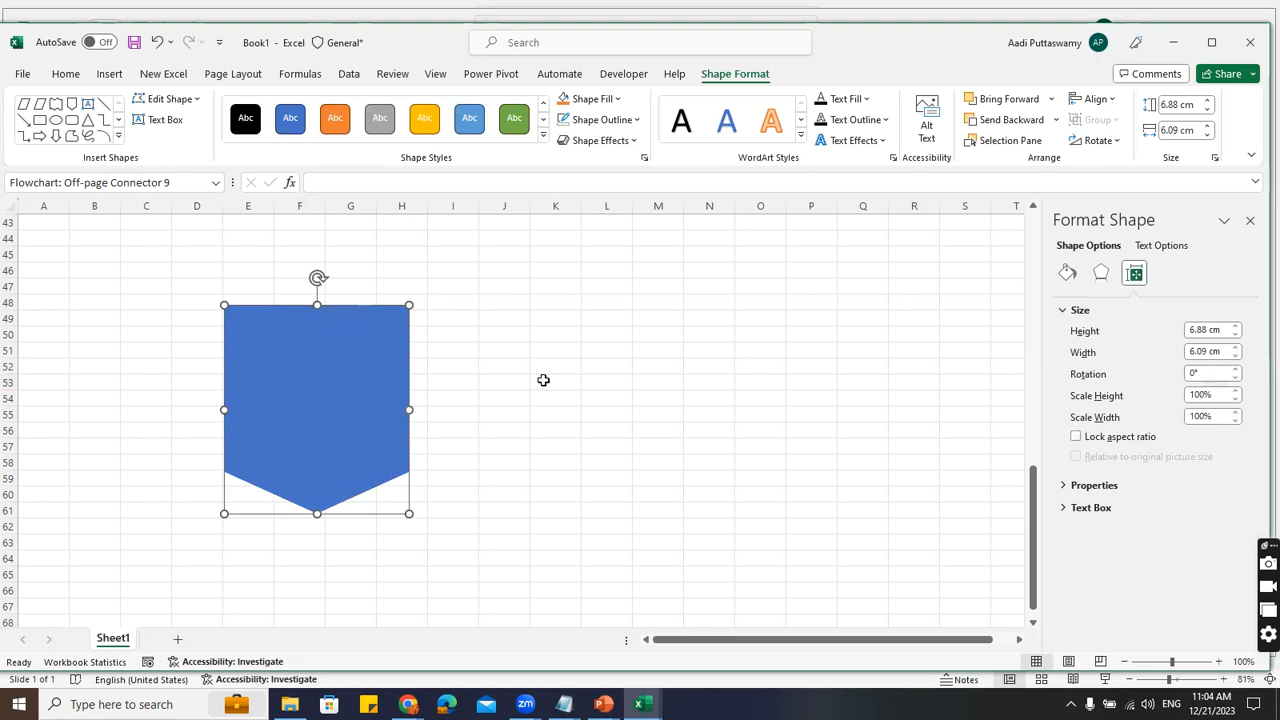 AutoSave Off Book1 - Excel General* Search Aadi Puttaswamy AP
File Home Insert New Excel Page Layout Formulas Data Review View Power Pivot Automate Developer Help Shape Format Comments Share
Edit Shape Abc Abc Abc Abc Abc Abc Abc Shape Fill A A A Text Fill Bring Forward Align 6.88 cm
Text Box Shape Outline Text Outline Alt Text Send Backward Group 6.09 cm
Shape Effects Text Effects Selection Pane Rotate
Insert Shapes Shape Styles WordArt Styles Accessibility Arrange Size
Flowchart: Off-page Connector 9 fx
A B C D E F G H I J K L M N O P Q R S T
43
44
45
46
47
48
49
50
51
52
53
54
55
56
57
58
59
60
61
62
63
64
65
66
67
68
Format Shape
Shape Options Text Options
Size
Height 6.88 cm
Width 6.09 cm
Rotation 0°
Scale Height 100%
Scale Width 100%
Lock aspect ratio
Relative to original picture size
Properties
Text Box
Sheet1
Ready Workbook Statistics Accessibility: Investigate 100%
Slide 1 of 1 English (United States) Accessibility: Investigate Notes 81%
Type here to search zm ENG 11:04 AM
12/21/2023